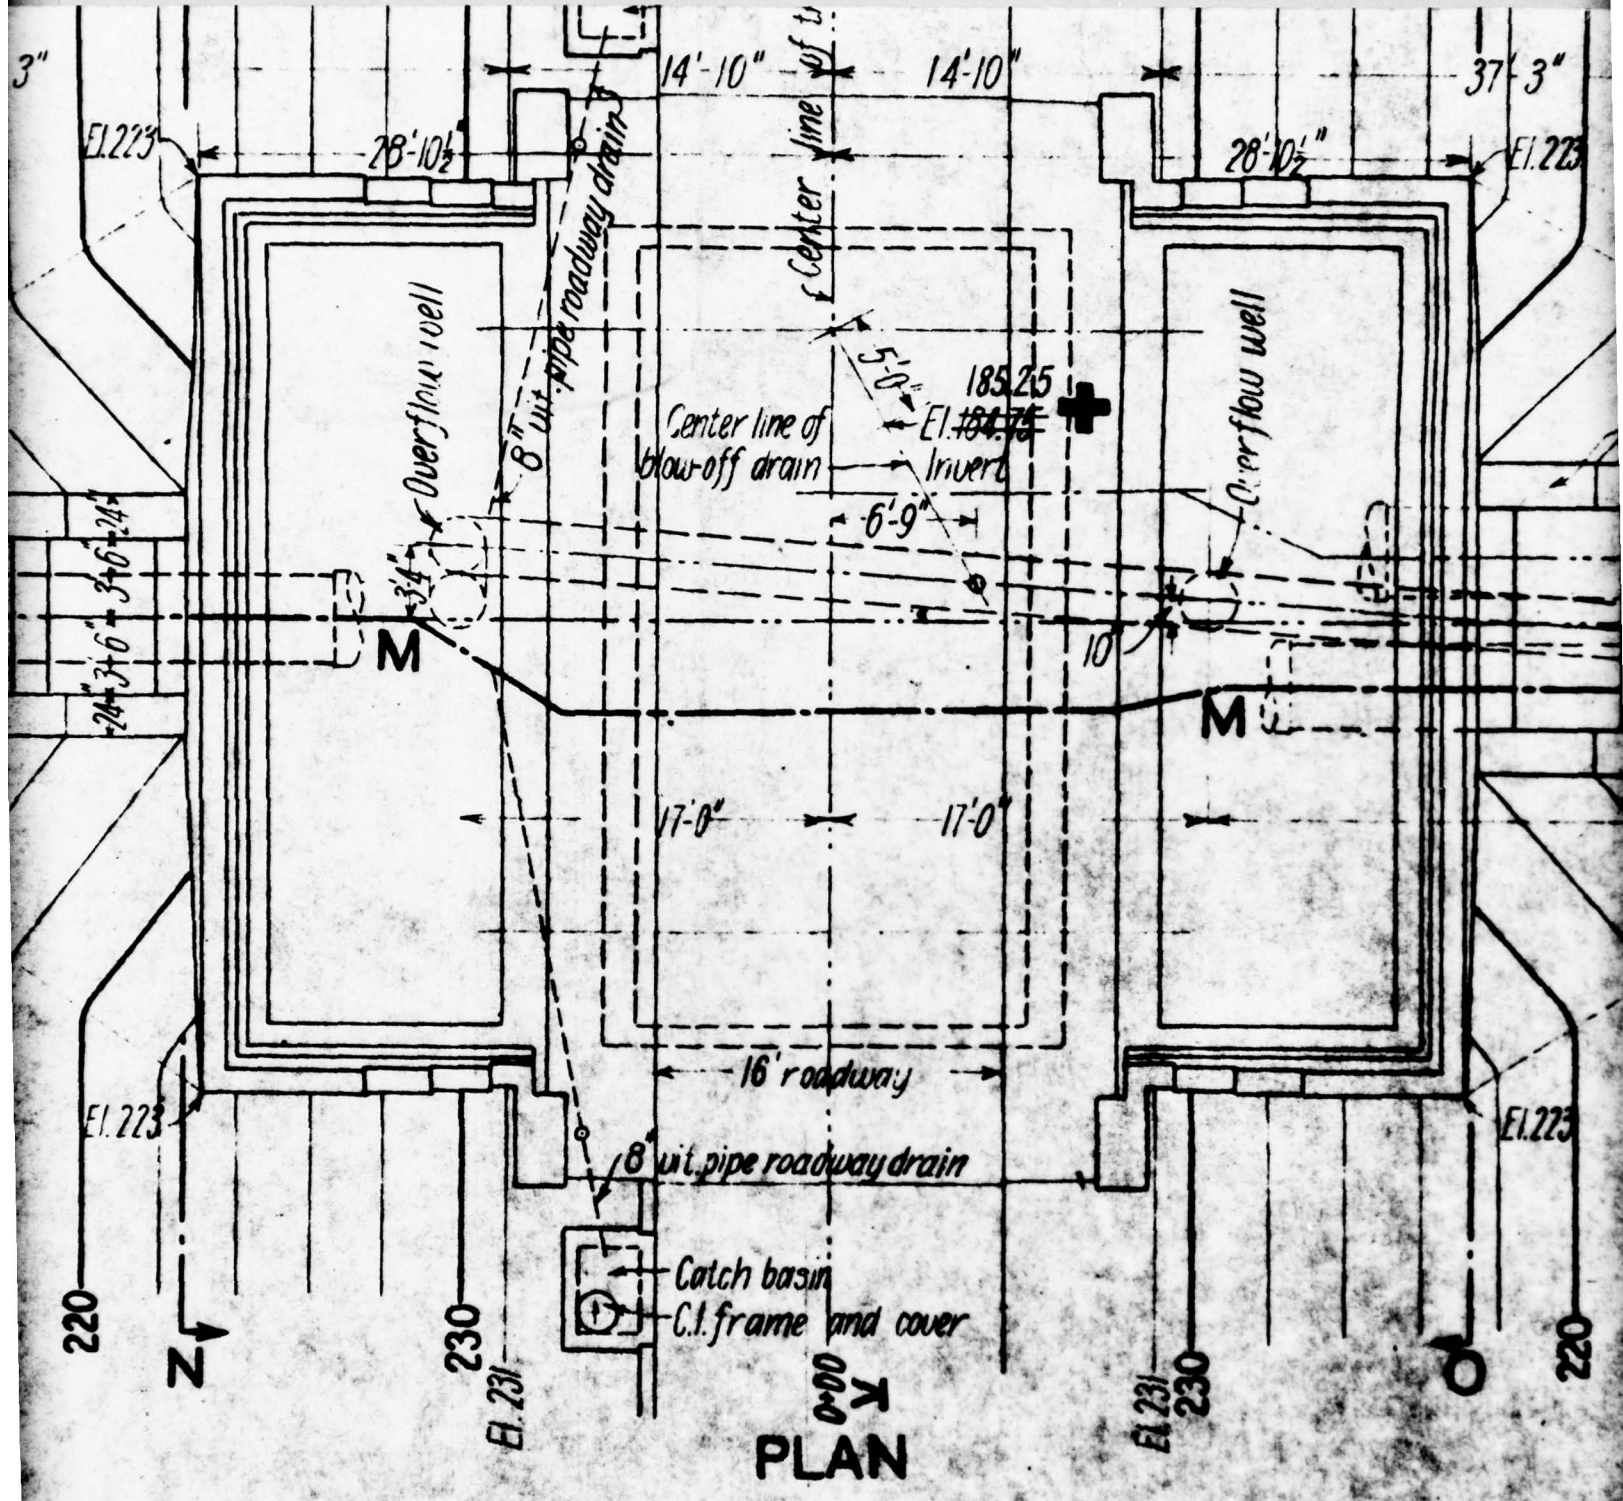 3"
14'-10"
14'-10"
37'-3"
Center line of
El.223
28'-10½"
28'-10½"
El.223
8" vit. pipe roadway drain
Overflow well
Overflow well
5'-0"
185.25
Center line of
El. 184.75
blow-off drain
Invert
6'-9"
24"
3'-6"
3'-6"
24"
3'-4"
M
10"
M
17'-0"
17'-0"
16' roadway
El.223
El.223
8" vit. pipe roadway drain
Catch basin
C.I. frame and cover
220
N
230
El. 231
0+00
El. 231
230
O
220
PLAN